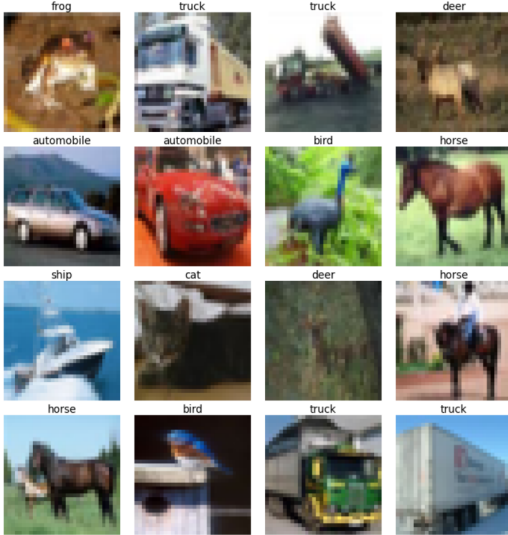 frog truck truck deer
automobile automobile bird horse
ship cat deer horse
horse bird truck truck